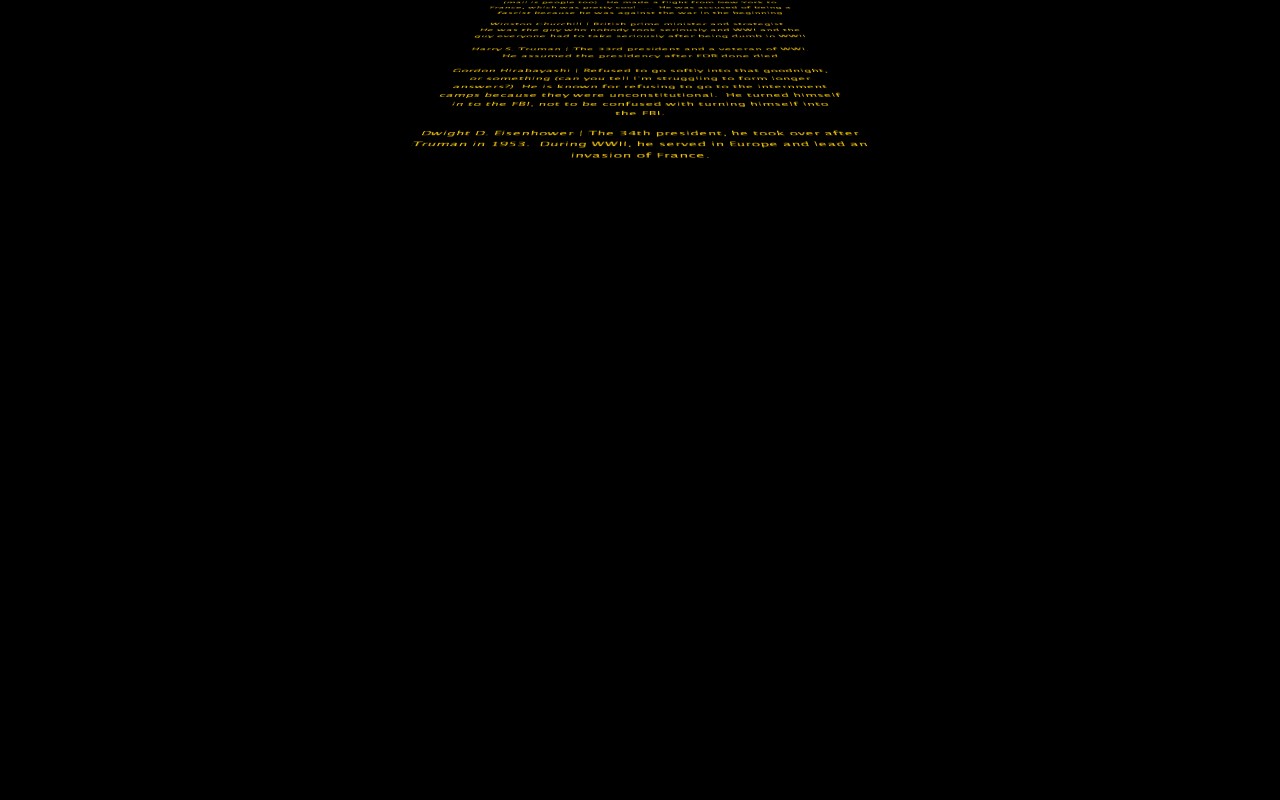 (mail is people too). He made a flight from New York to
France, which was pretty cool. He was accused of being a
fascist because he was against the war in the beginning
Winston Churchill | British prime minister and strategist
He was the guy who nobody took seriously and WWI and the
guy everyone had to take seriously after being dumb in WWII
Harry S. Truman | The 33rd president and a veteran of WWI
He assumed the presidency after FDR done died
Gordon Hirabayashi | Refused to go softly into that goodnight,
or something (can you tell I'm struggling to form longer
answers?) He is known for refusing to go to the internment
camps because they were unconstitutional. He turned himself
in to the FBI, not to be confused with turning himself into
the FBI.
Dwight D. Eisenhower | The 34th president, he took over after
Truman in 1953. During WWII, he served in Europe and lead an
invasion of France.